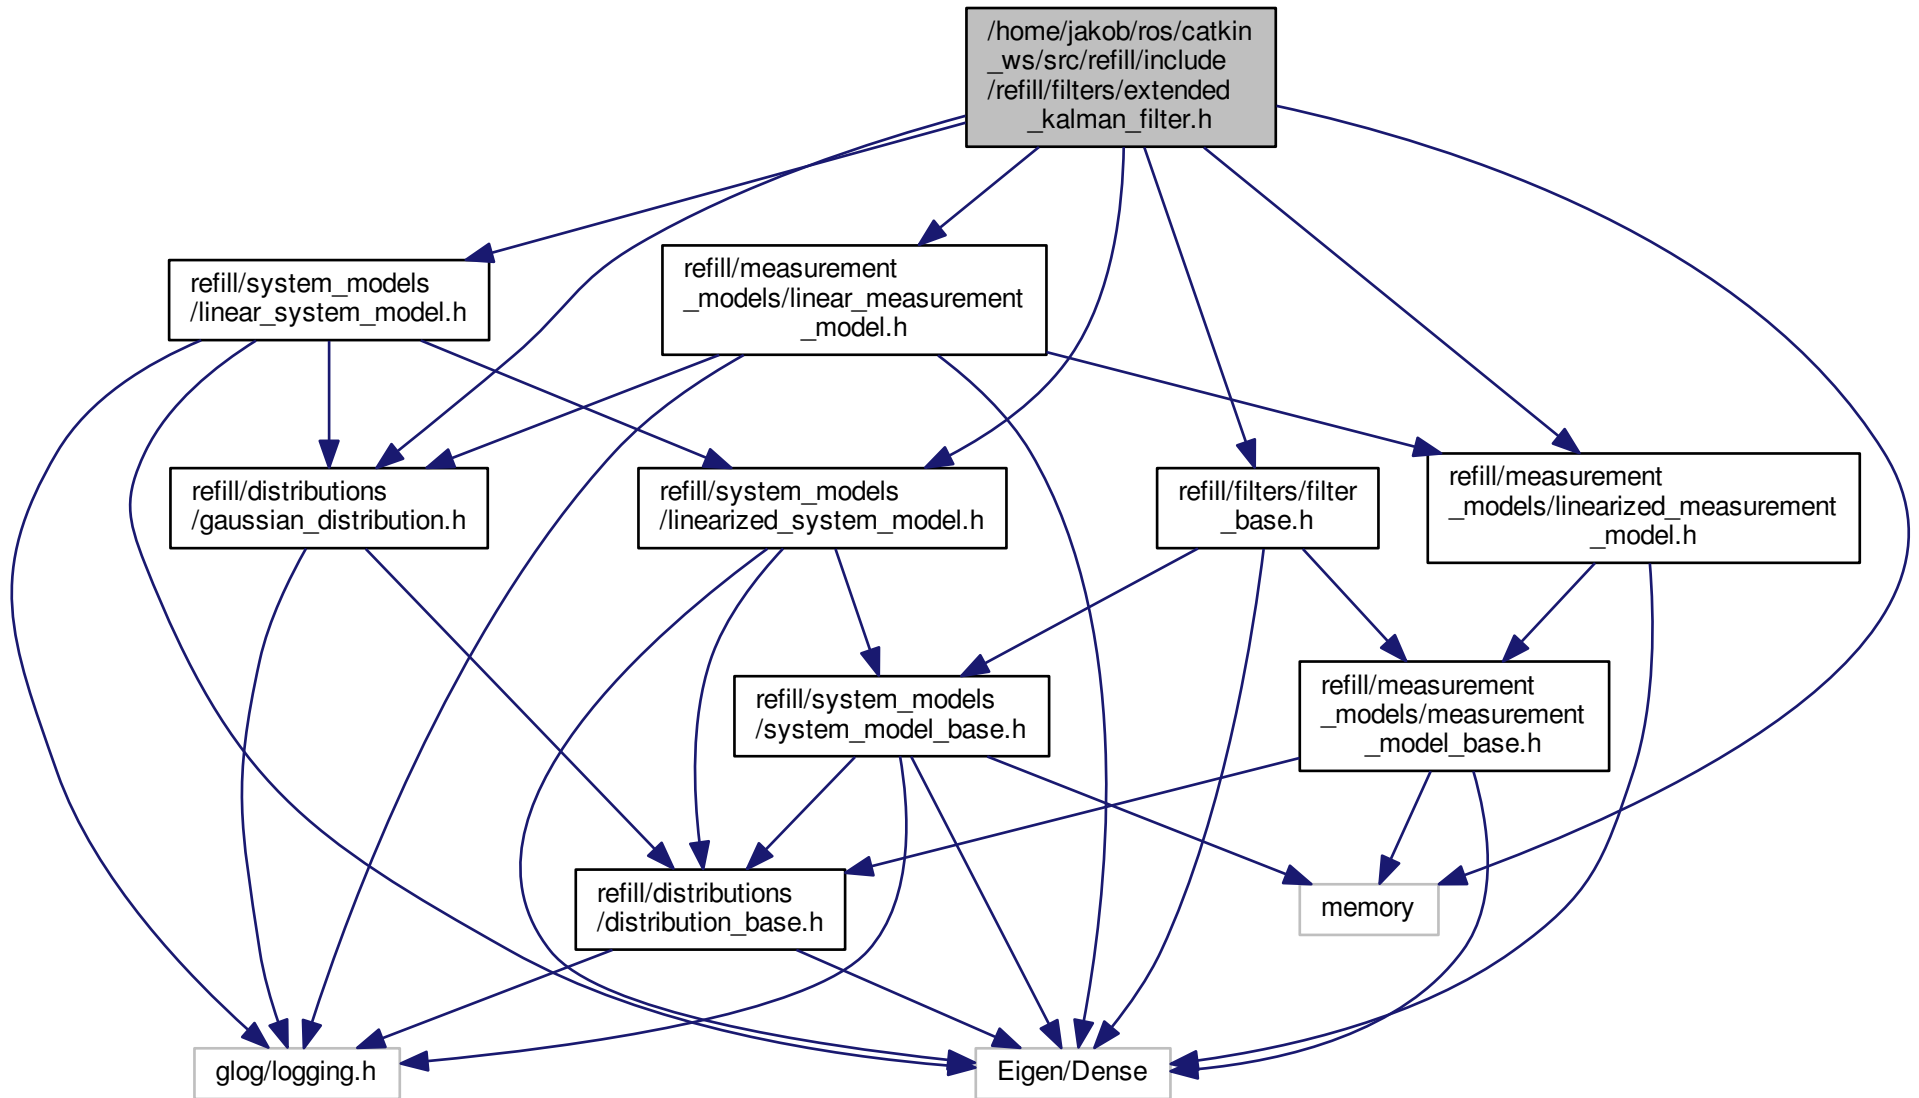 /home/jakob/ros/catkin
_ws/src/refill/include
/refill/filters/extended
_kalman_filter.h
refill/system_models
/linear_system_model.h
refill/measurement
_models/linear_measurement
_model.h
refill/distributions
/gaussian_distribution.h
refill/system_models
/linearized_system_model.h
refill/filters/filter
_base.h
refill/measurement
_models/linearized_measurement
_model.h
refill/system_models
/system_model_base.h
refill/measurement
_models/measurement
_model_base.h
refill/distributions
/distribution_base.h
memory
glog/logging.h
Eigen/Dense